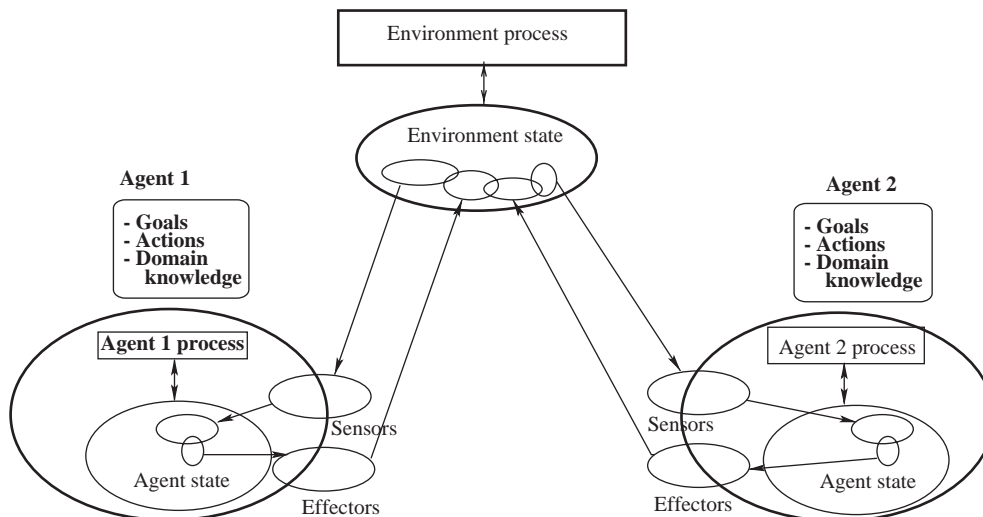 Environment process
Environment state
Agent 1
- Goals
- Actions
- Domain
knowledge
Agent 2
- Goals
- Actions
- Domain
knowledge
Agent 1 process
Sensors
Agent state
Effectors
Agent 2 process
Sensors
Agent state
Effectors